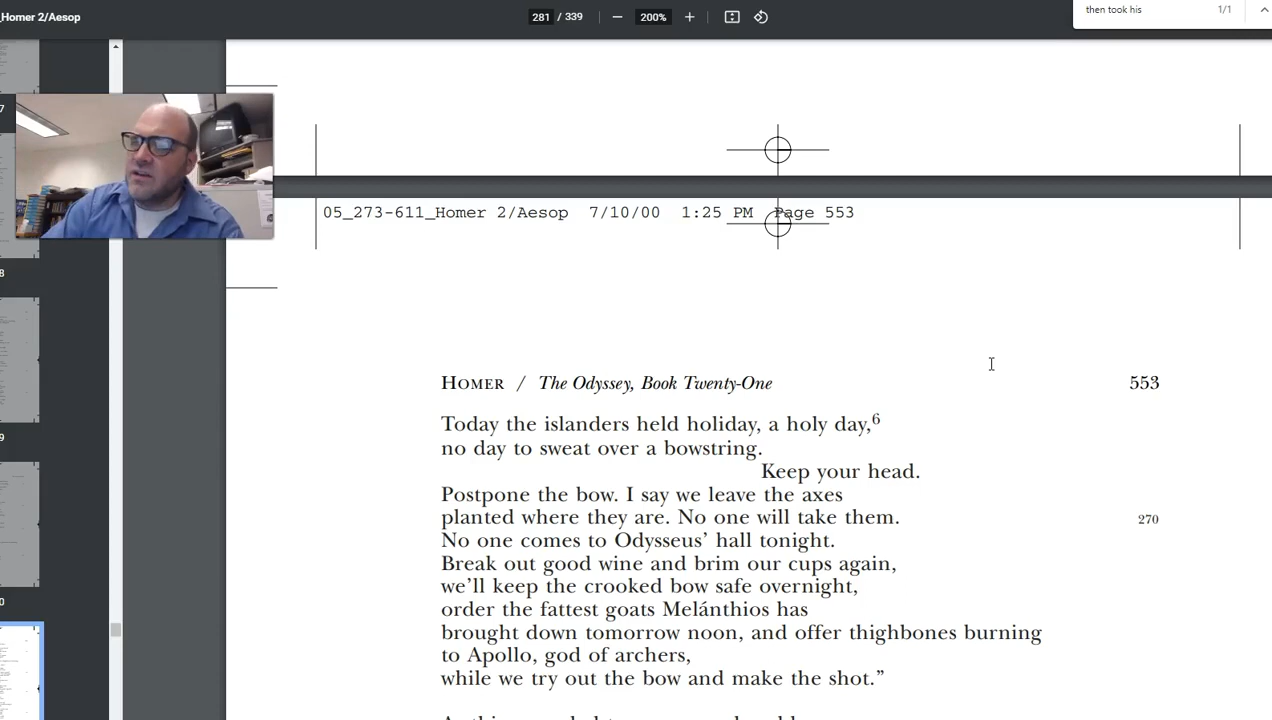 _Homer 2/Aesop
281 / 339
200%
then took his
1/1
7
8
9
0
05_273-611_Homer 2/Aesop 7/10/00 1:25 PM Page 553
HOMER / The Odyssey, Book Twenty-One 553
Today the islanders held holiday, a holy day,6
no day to sweat over a bowstring.
Keep your head.
Postpone the bow. I say we leave the axes
planted where they are. No one will take them. 270
No one comes to Odysseus’ hall tonight.
Break out good wine and brim our cups again,
we’ll keep the crooked bow safe overnight,
order the fattest goats Melánthios has
brought down tomorrow noon, and offer thighbones burning
to Apollo, god of archers,
while we try out the bow and make the shot.”